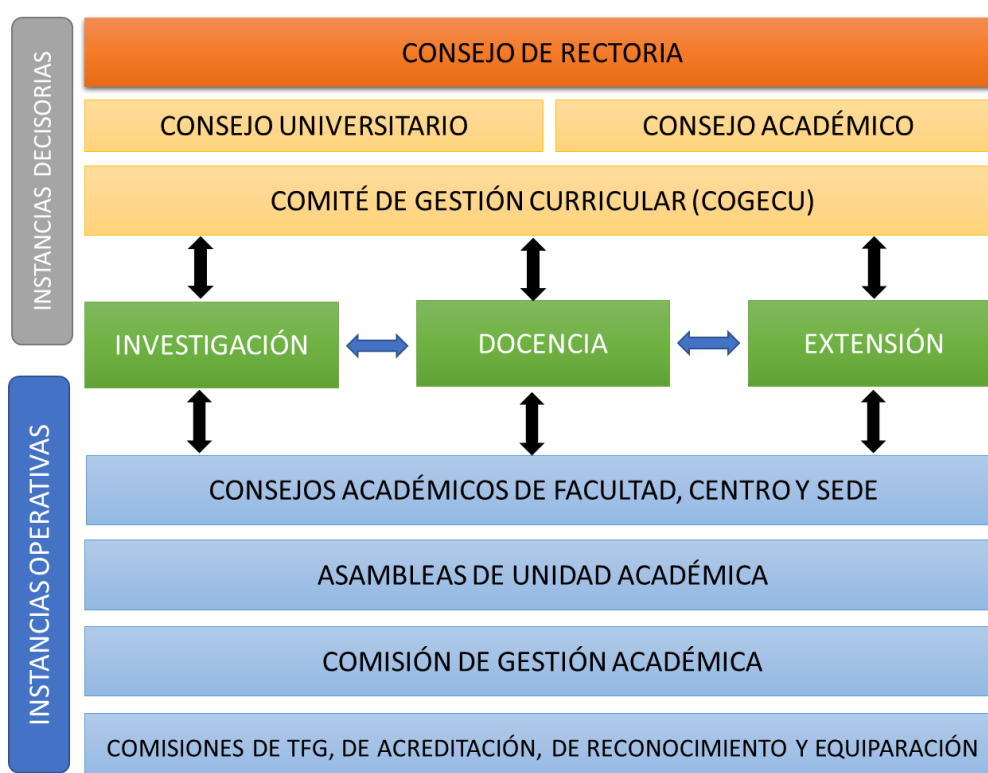 INSTANCIAS DECISORIAS
CONSEJO DE RECTORIA
CONSEJO UNIVERSITARIO
CONSEJO ACADÉMICO
COMITÉ DE GESTIÓN CURRICULAR (COGECU)
INVESTIGACIÓN
DOCENCIA
EXTENSIÓN
INSTANCIAS OPERATIVAS
CONSEJOS ACADÉMICOS DE FACULTAD, CENTRO Y SEDE
ASAMBLEAS DE UNIDAD ACADÉMICA
COMISIÓN DE GESTIÓN ACADÉMICA
COMISIONES DE TFG, DE ACREDITACIÓN, DE RECONOCIMIENTO Y EQUIPARACIÓN